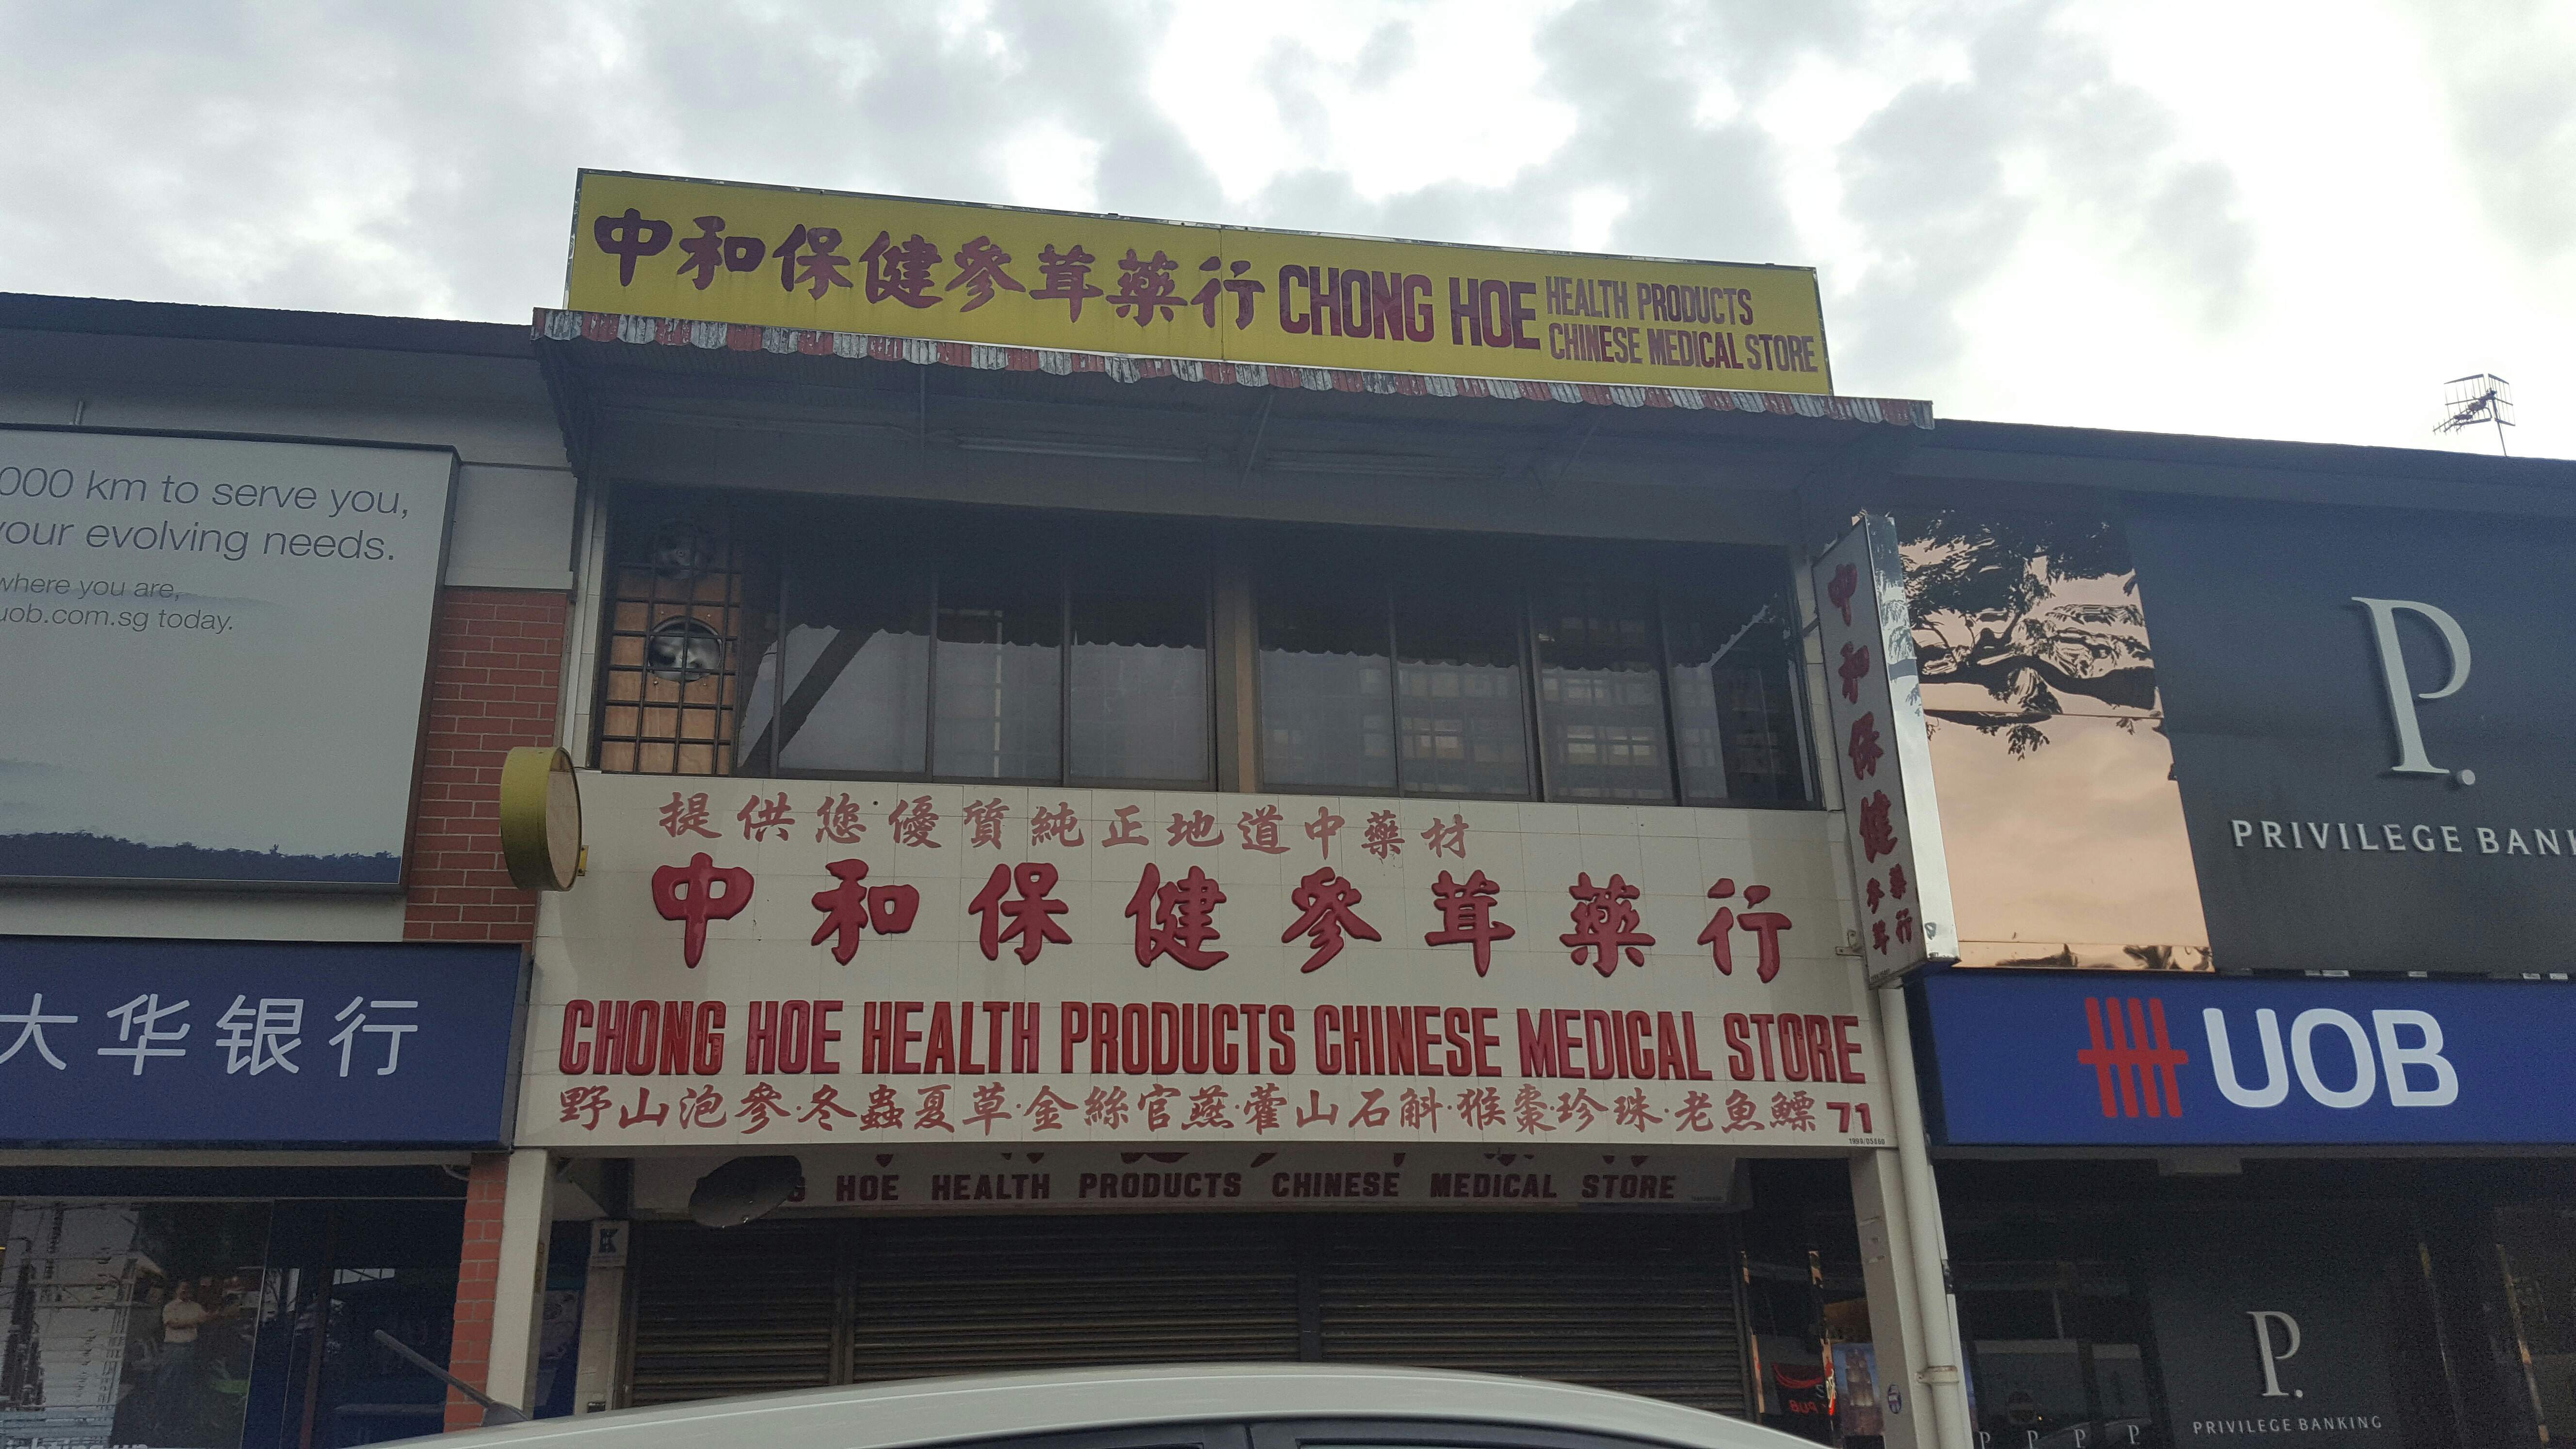 中和保健參茸藥行 CHONG HOE HEALTH PRODUCTS
CHINESE MEDICAL STORE
000 km to serve you,
your evolving needs.
where you are,
uob.com.sg today.
大华银行
提供您優質純正地道中藥材
中和保健參茸藥行
CHONG HOE HEALTH PRODUCTS CHINESE MEDICAL STORE
野山泡參·冬蟲夏草·金絲官燕·霍山石斛·猴棗·珍珠·老魚鰾 71
HOE HEALTH PRODUCTS CHINESE MEDICAL STORE
中和保健
參茸
藥行
P.
PRIVILEGE BANK
UOB
K
P.
PRIVILEGE BANKING
P P P P